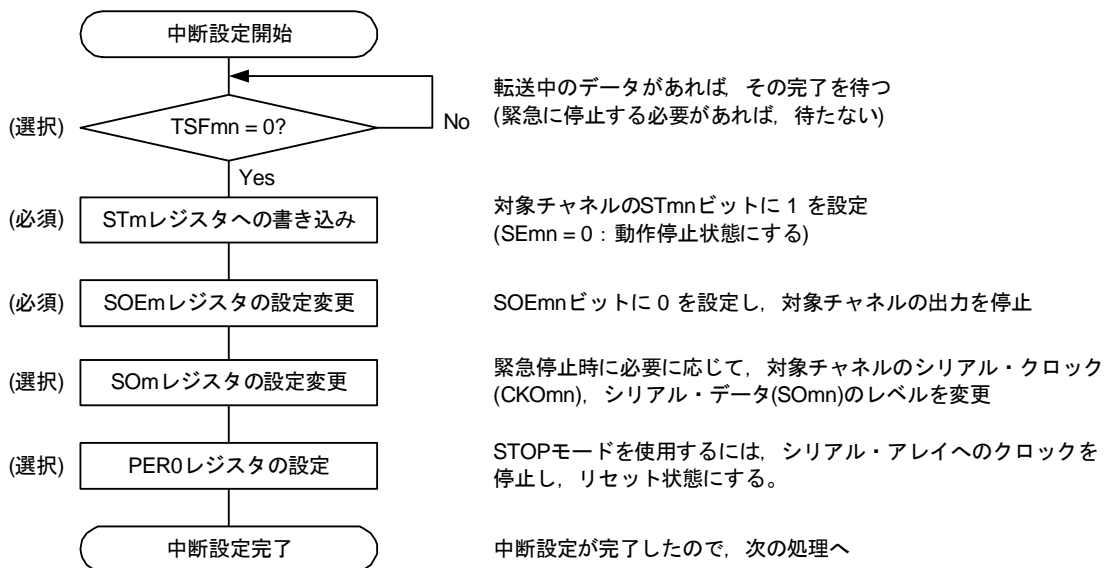 中断設定開始
転送中のデータがあれば，その完了を待つ
(緊急に停止する必要があれば，待たない)
(選択)
TSFmn = 0?
No
Yes
(必須)
STmレジスタへの書き込み
対象チャネルのSTmnビットに 1 を設定
(SEmn = 0 : 動作停止状態にする)
(必須)
SOEmレジスタの設定変更
SOEmnビットに 0 を設定し，対象チャネルの出力を停止
(選択)
SOmレジスタの設定変更
緊急停止時に必要に応じて，対象チャネルのシリアル・クロック
(CKOmn)，シリアル・データ(SOmn)のレベルを変更
(選択)
PER0レジスタの設定
STOPモードを使用するには，シリアル・アレイへのクロックを
停止し，リセット状態にする。
中断設定完了
中断設定が完了したので，次の処理へ